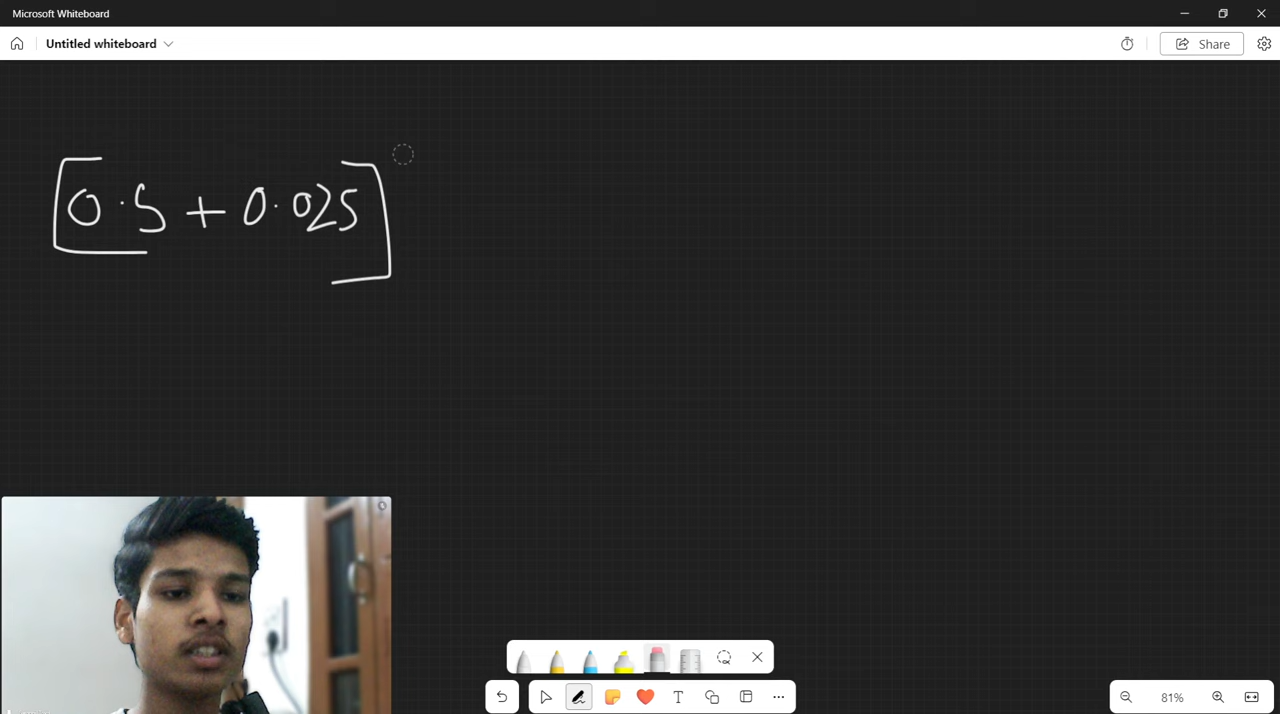 Microsoft Whiteboard
Untitled whiteboard
Share
[0.5 + 0.025]
81%